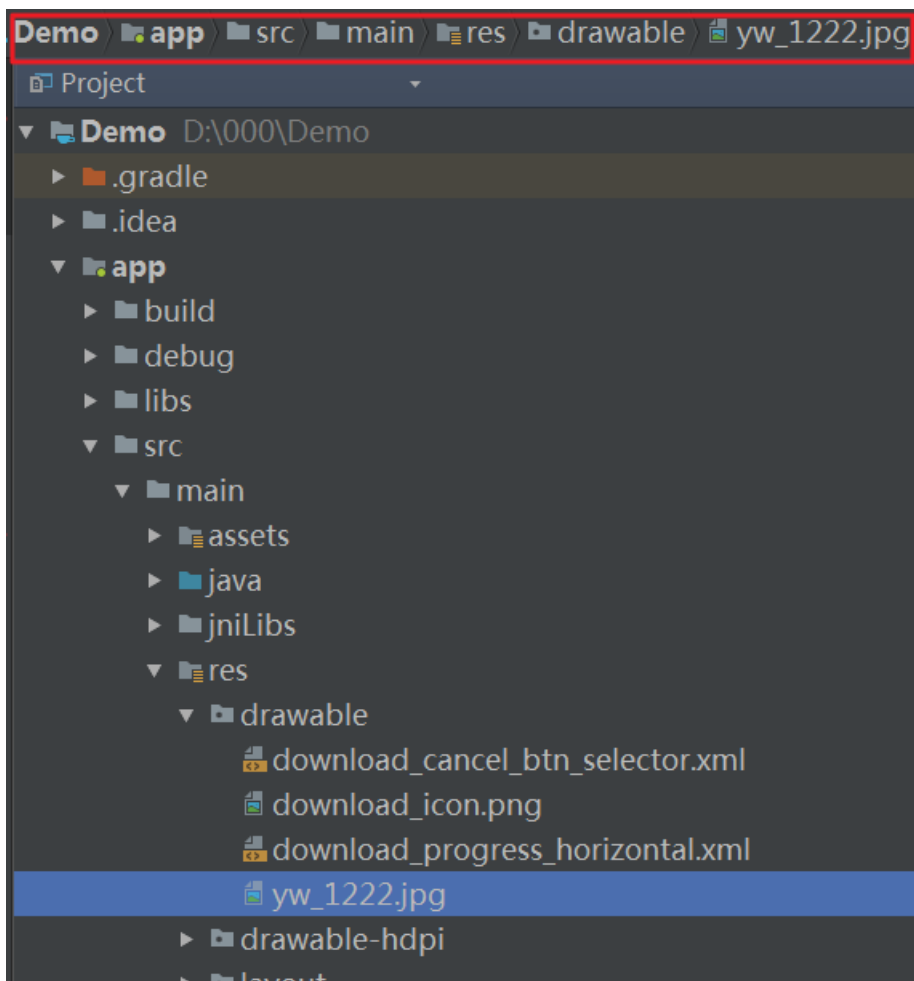 Demo app src main res drawable yw_1222.jpg
Project
Demo D:\000\Demo
.gradle
.idea
app
build
debug
libs
src
main
assets
java
jniLibs
res
drawable
download_cancel_btn_selector.xml
download_icon.png
download_progress_horizontal.xml
yw_1222.jpg
drawable-hdpi
layout